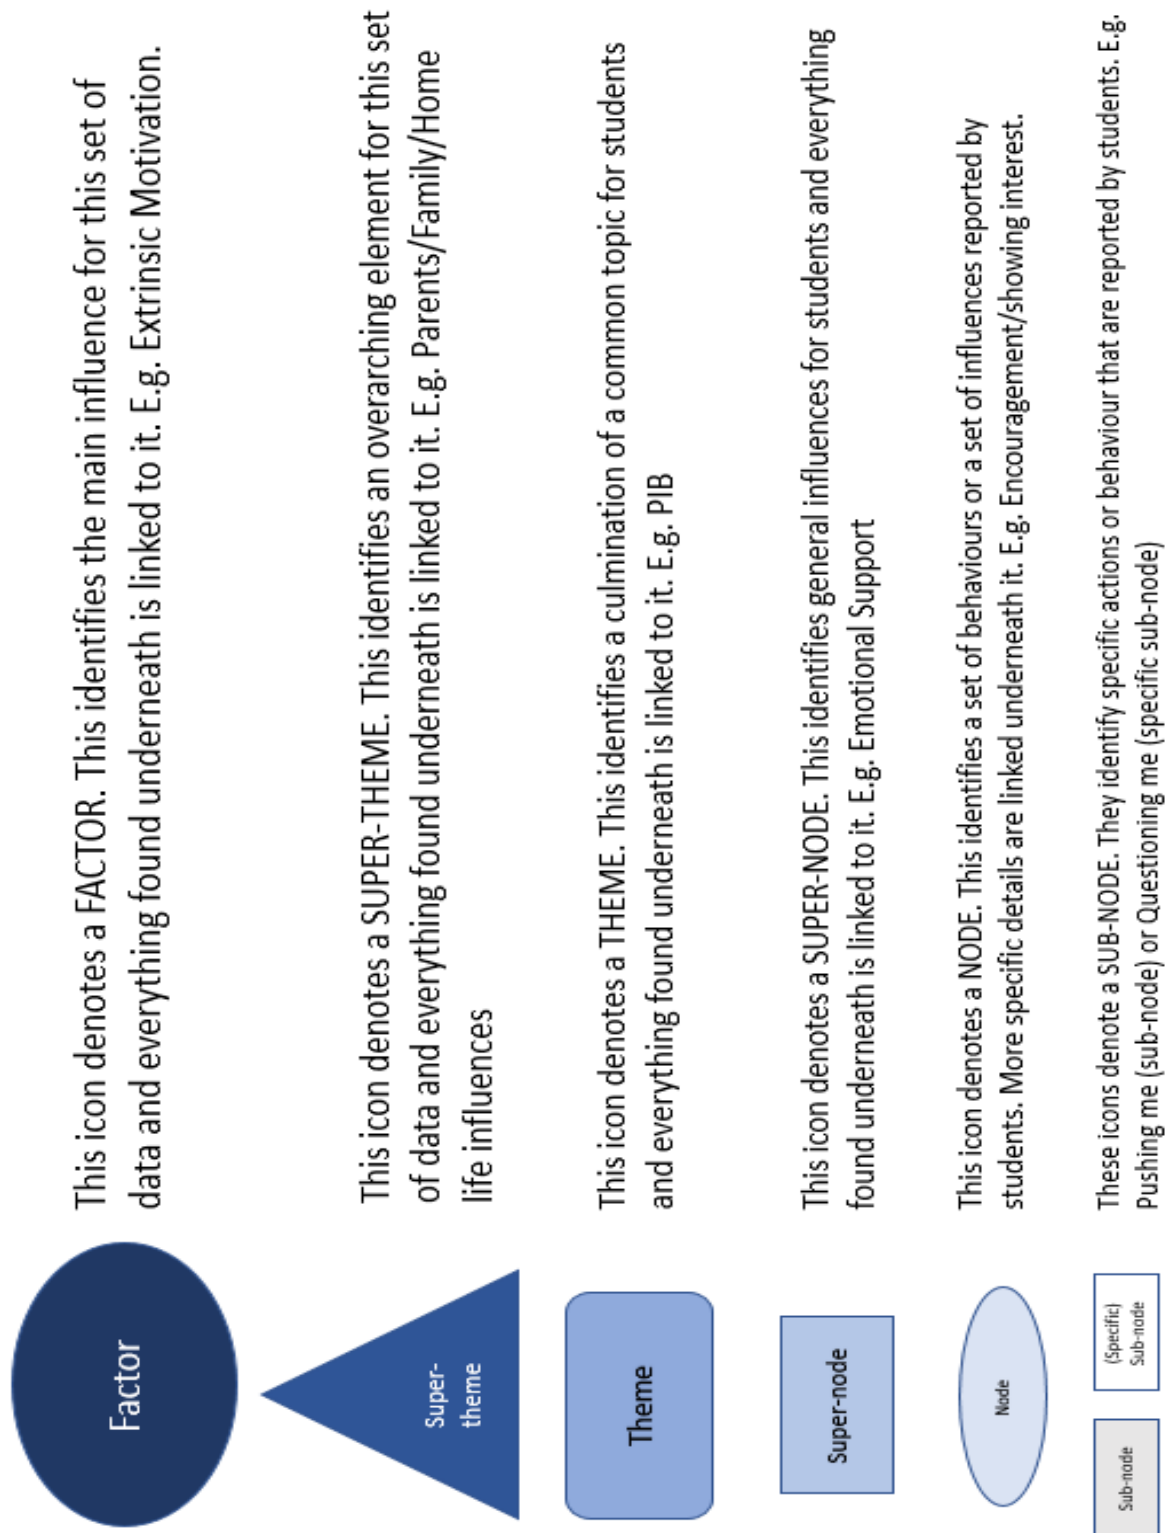 Factor
This icon denotes a FACTOR. This identifies the main influence for this set of
data and everything found underneath is linked to it. E.g. Extrinsic Motivation.
Super-
theme
This icon denotes a SUPER-THEME. This identifies an overarching element for this set
of data and everything found underneath is linked to it. E.g. Parents/Family/Home
life influences
Theme
This icon denotes a THEME. This identifies a culmination of a common topic for students
and everything found underneath is linked to it. E.g. PIB
Super-node
This icon denotes a SUPER-NODE. This identifies general influences for students and everything
found underneath is linked to it. E.g. Emotional Support
Node
This icon denotes a NODE. This identifies a set of behaviours or a set of influences reported by
students. More specific details are linked underneath it. E.g. Encouragement/showing interest.
Sub-node
(Specific)
Sub-node
These icons denote a SUB-NODE. They identify specific actions or behaviour that are reported by students. E.g.
Pushing me (sub-node) or Questioning me (specific sub-node)